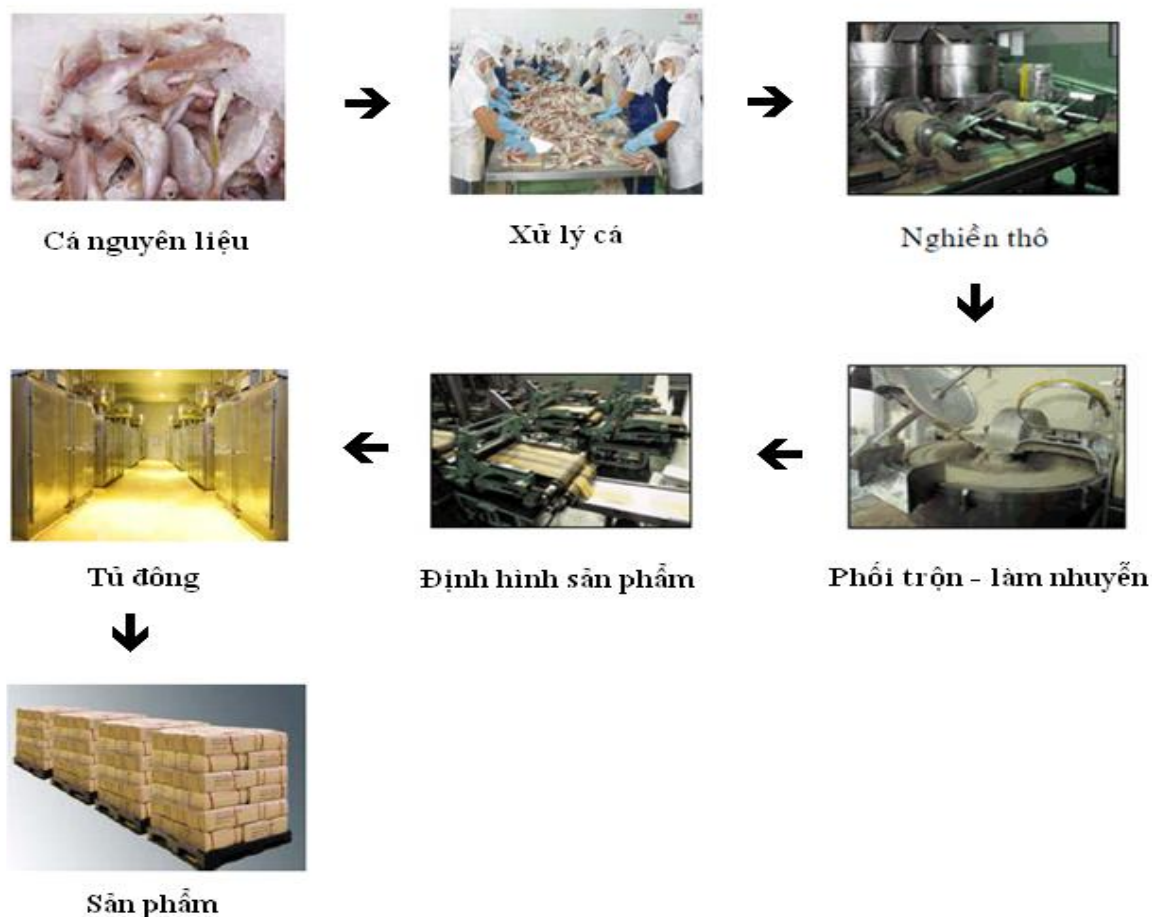 Cá nguyên liệu
Xử lý cá
Nghiền thô
Phối trộn - làm nhuyễn
Định hình sản phẩm
Tủ đông
Sản phẩm